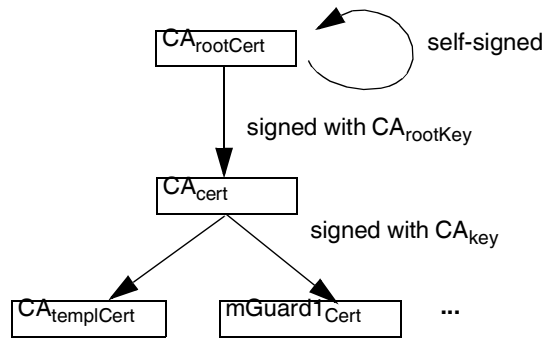 CArootCert
self-signed
signed with CArootKey
CAcert
signed with CAkey
CAtemplCert
mGuard1Cert
...